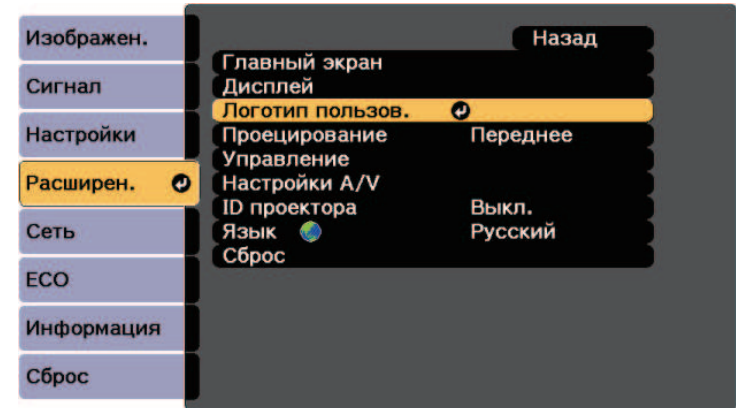 Изображен.
Сигнал
Настройки
Расширен.
Сеть
ECO
Информация
Сброс
Назад
Главный экран
Дисплей
Логотип пользов.
Проецирование Переднее
Управление
Настройки A/V
ID проектора Выкл.
Язык Русский
Сброс